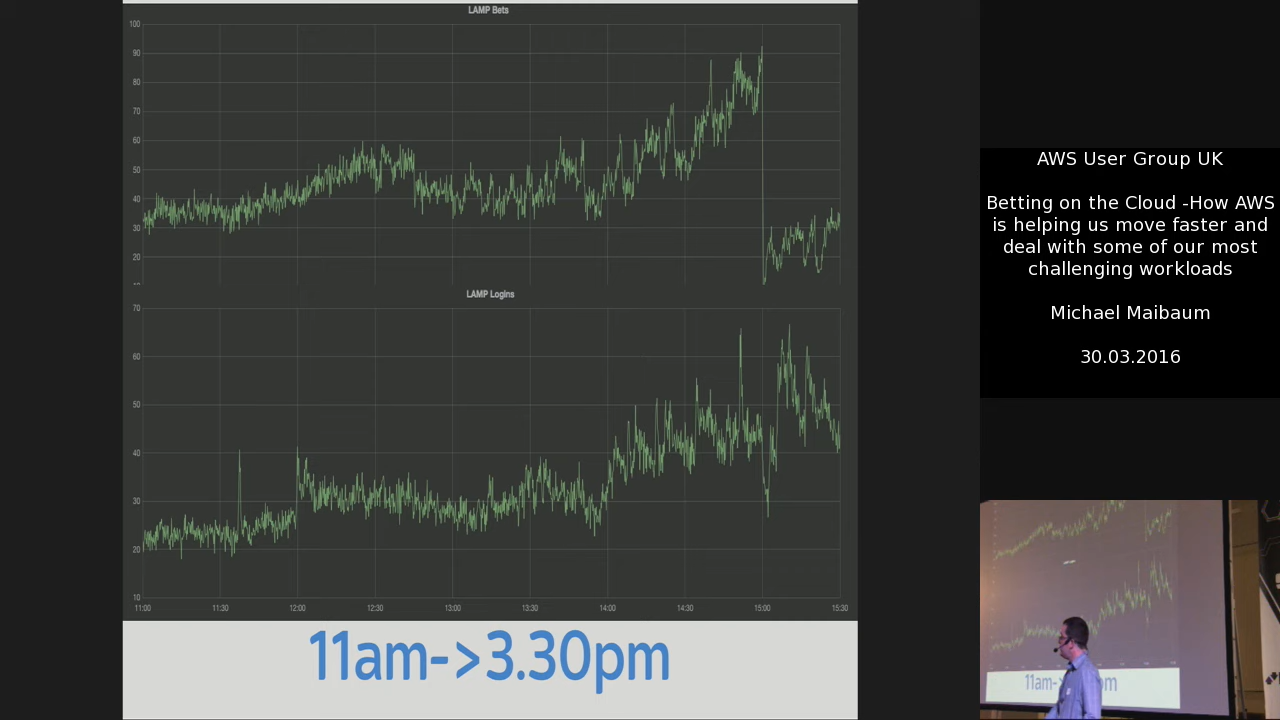 LAMP Bets
100
90
80
70
60
50
40
30
20
LAMP Logins
70
60
50
40
30
20
10
11:00 11:30 12:00 12:30 13:00 13:30 14:00 14:30 15:00 15:30
11am->3.30pm
AWS User Group UK
Betting on the Cloud -How AWS
is helping us move faster and
deal with some of our most
challenging workloads
Michael Maibaum
30.03.2016
11am-> pm